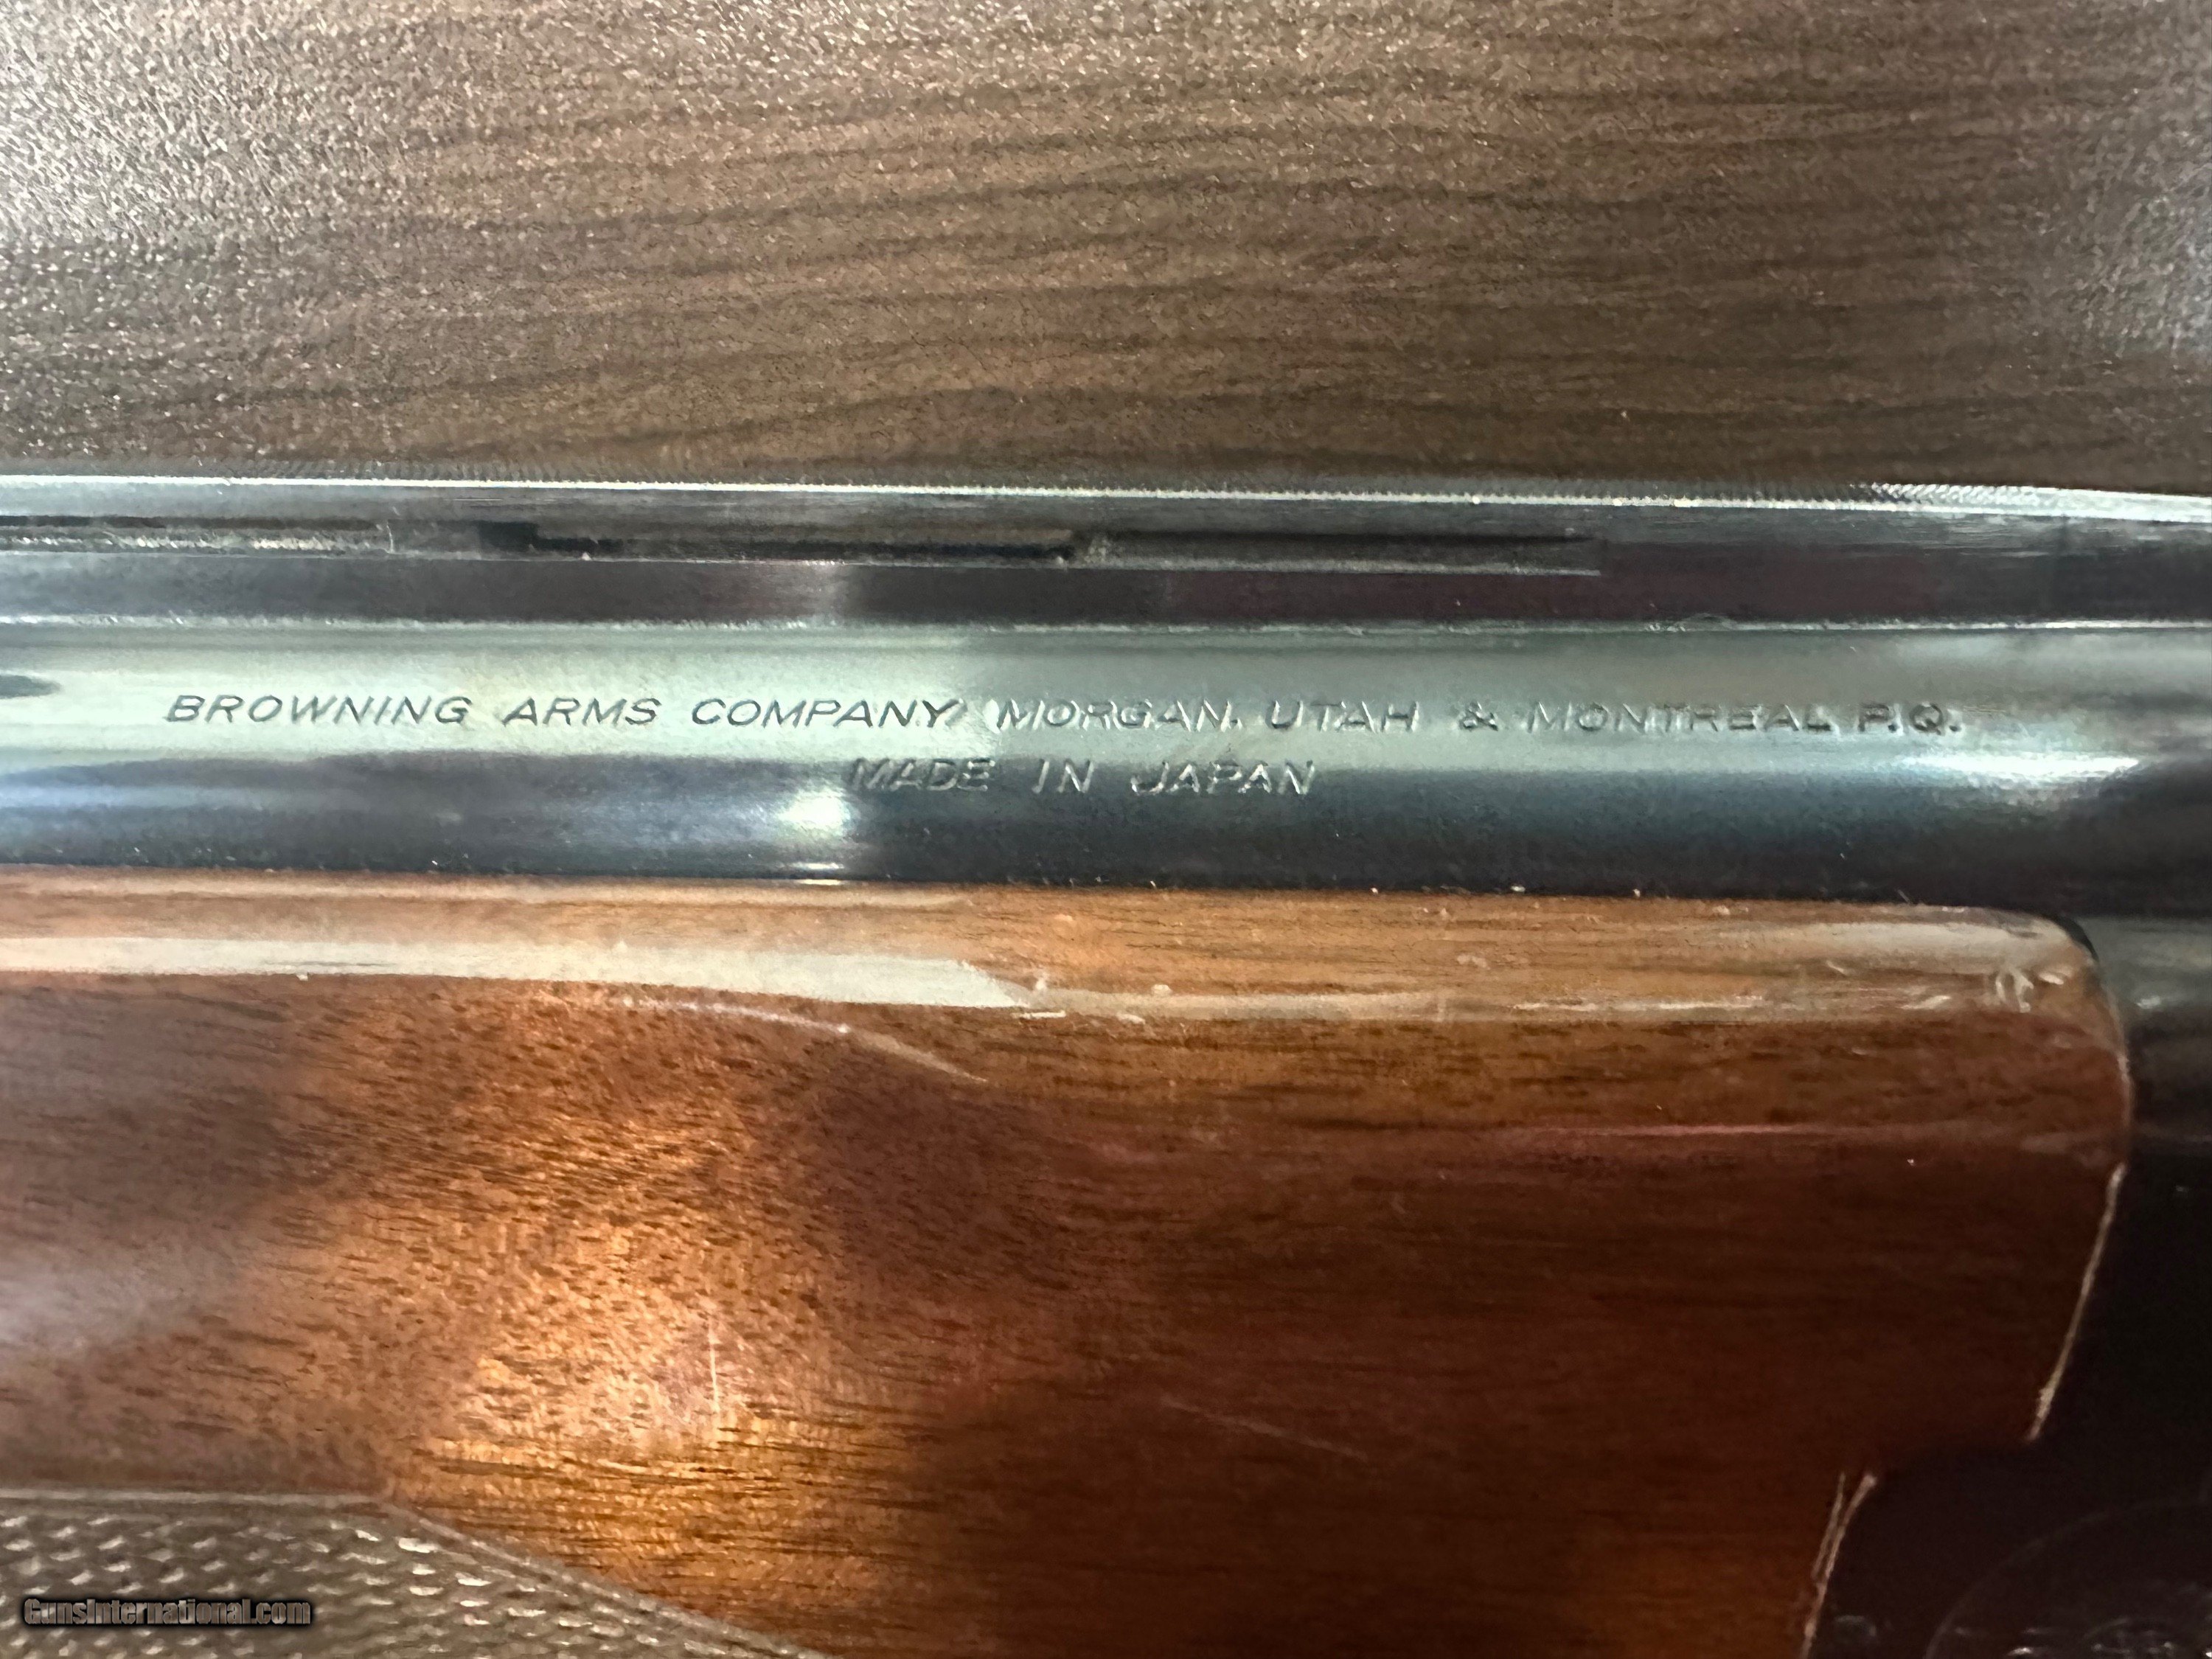 BROWNING ARMS COMPANY MORGAN, UTAH & MONTREAL P.Q.
MADE IN JAPAN
GunsInternational.com